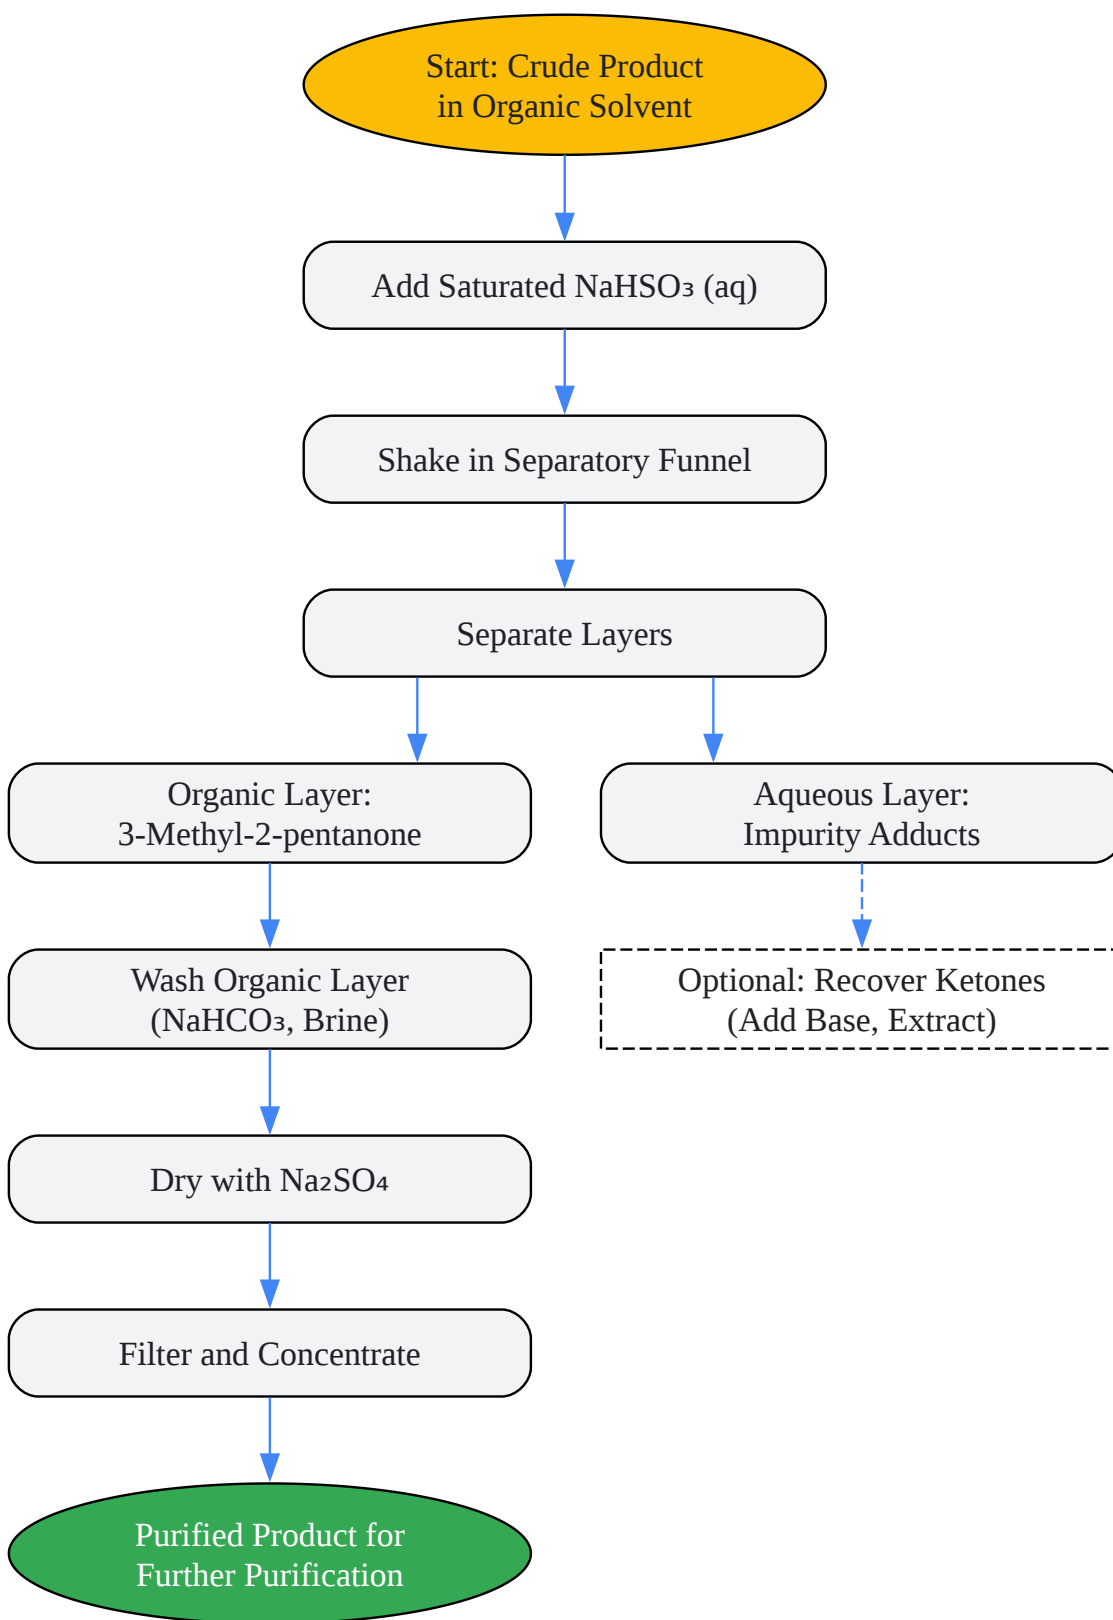 Start: Crude Product
in Organic Solvent
Add Saturated NaHSO₃ (aq)
Shake in Separatory Funnel
Separate Layers
Organic Layer:
3-Methyl-2-pentanone
Aqueous Layer:
Impurity Adducts
Wash Organic Layer
(NaHCO₃, Brine)
Optional: Recover Ketones
(Add Base, Extract)
Dry with Na₂SO₄
Filter and Concentrate
Purified Product for
Further Purification